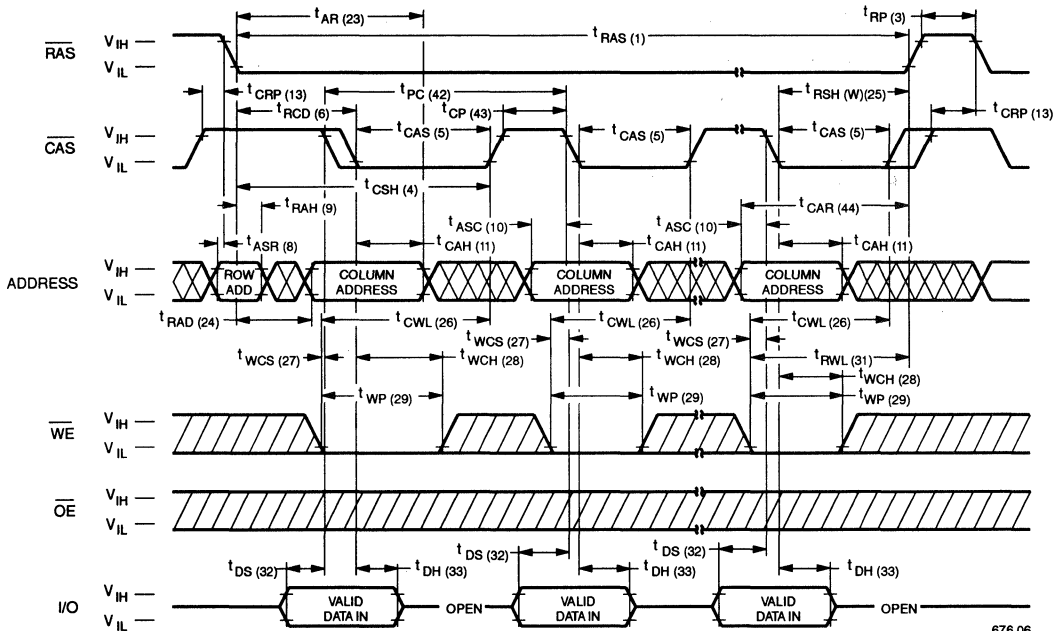 t AR (23)
t RP (3)
t RAS (1)
RAS
V IH
V IL
t CRP (13)
t PC (42)
t RSH (W)(25)
t RCD (6)
t CP (43)
t CRP (13)
CAS
V IH
V IL
t CAS (5)
t CAS (5)
t CAS (5)
t CSH (4)
t RAH (9)
t CAR (44)
t ASC (10)
t ASC (10)
t ASR (8)
t CAH (11)
t CAH (11)
t CAH (11)
ADDRESS
V IH
V IL
ROW ADD
COLUMN ADDRESS
COLUMN ADDRESS
COLUMN ADDRESS
t RAD (24)
t CWL (26)
t CWL (26)
t CWL (26)
t WCS (27)
t WCS (27)
t WCS (27)
t WCH (28)
t WCH (28)
t RWL (31)
t WCH (28)
t WP (29)
t WP (29)
t WP (29)
WE
V IH
V IL
OE
V IH
V IL
t DS (32)
t DS (32)
t DS (32)
t DH (33)
t DH (33)
t DH (33)
I/O
V IH
V IL
VALID DATA IN
OPEN
VALID DATA IN
VALID DATA IN
OPEN
676 06